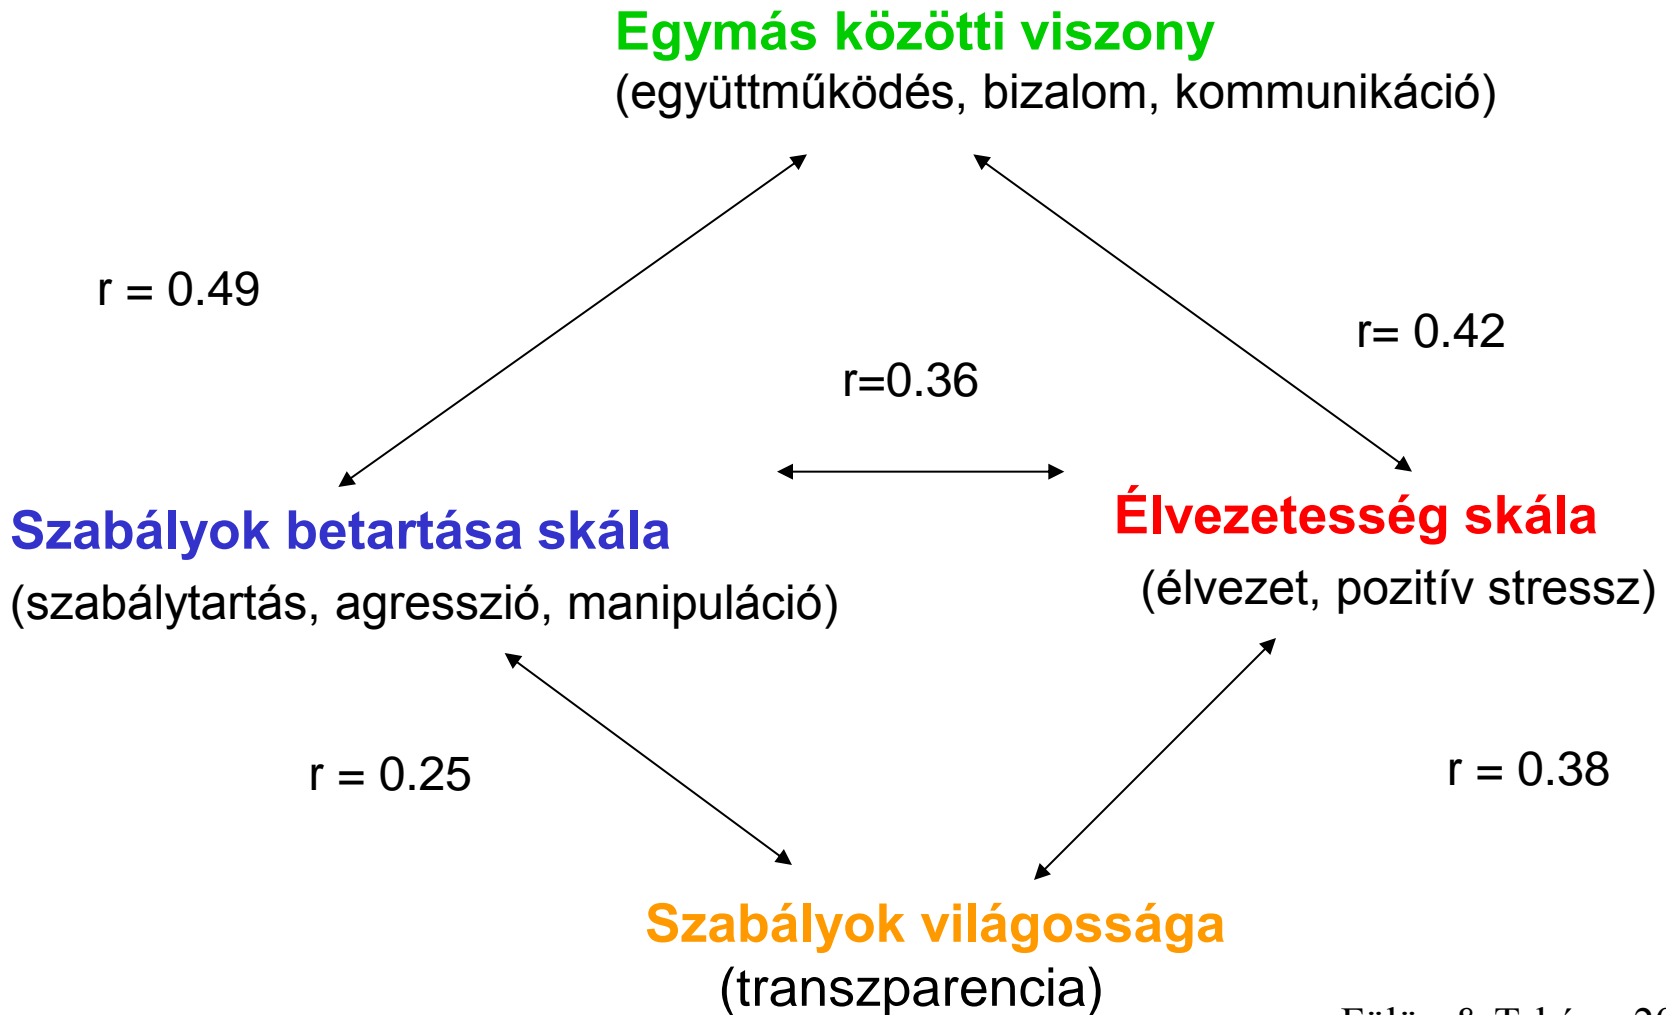 Egymás közötti viszony
(együttműködés, bizalom, kommunikáció)
r = 0.49
r= 0.42
r=0.36
Szabályok betartása skála
(szabálytartás, agresszió, manipuláció)
Élvezetesség skála
(élvezet, pozitív stressz)
r = 0.25
r = 0.38
Szabályok világossága
(transzparencia)
&